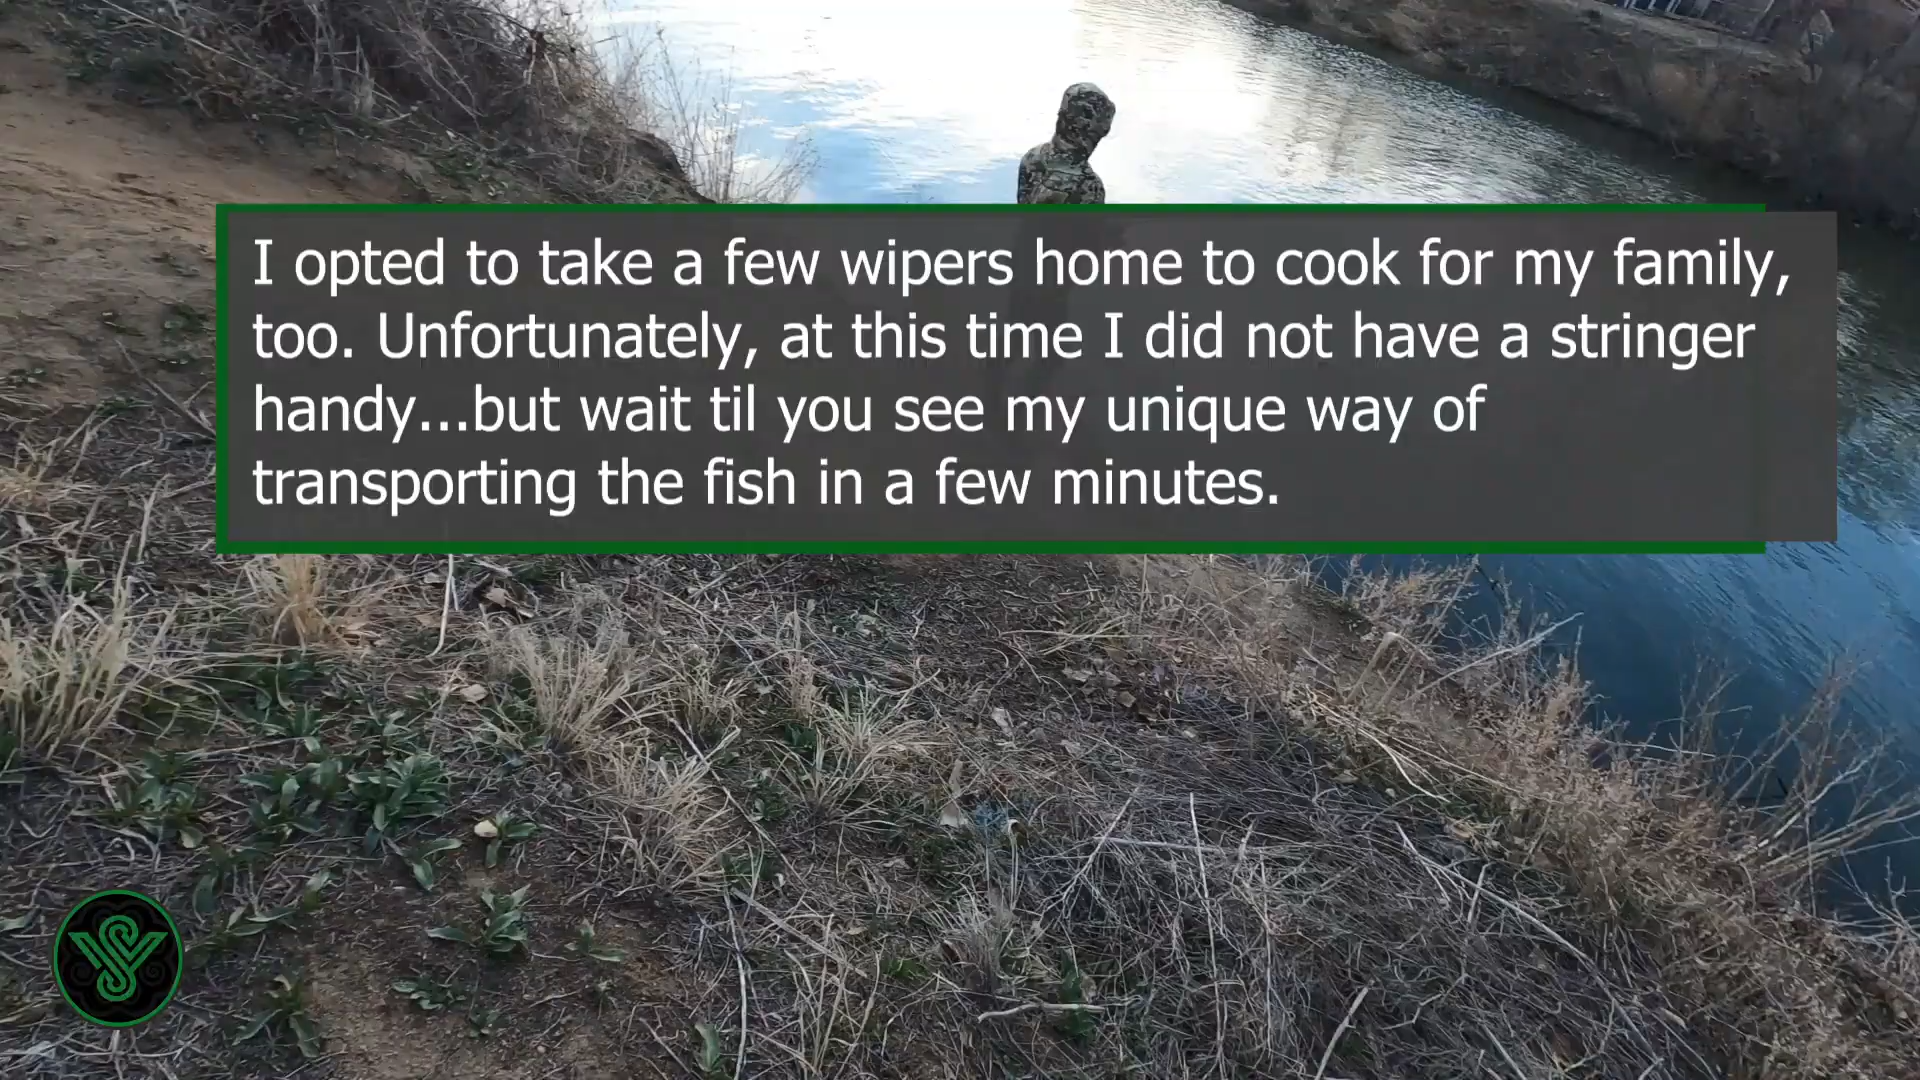 I opted to take a few wipers home to cook for my family,
too. Unfortunately, at this time I did not have a stringer
handy...but wait til you see my unique way of
transporting the fish in a few minutes.